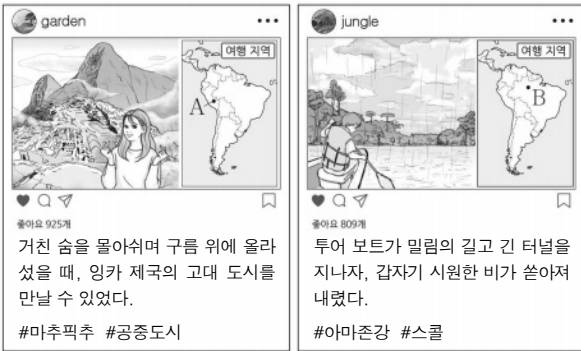 garden
여행 지역
A
좋아요 925개
거친 숨을 몰아쉬며 구름 위에 올라
섰을 때, 잉카 제국의 고대 도시를
만날 수 있었다.
#마추픽추 #공중도시
jungle
여행 지역
B
좋아요 809개
투어 보트가 밀림의 길고 긴 터널을
지나자, 갑자기 시원한 비가 쏟아져
내렸다.
#아마존강 #스콜